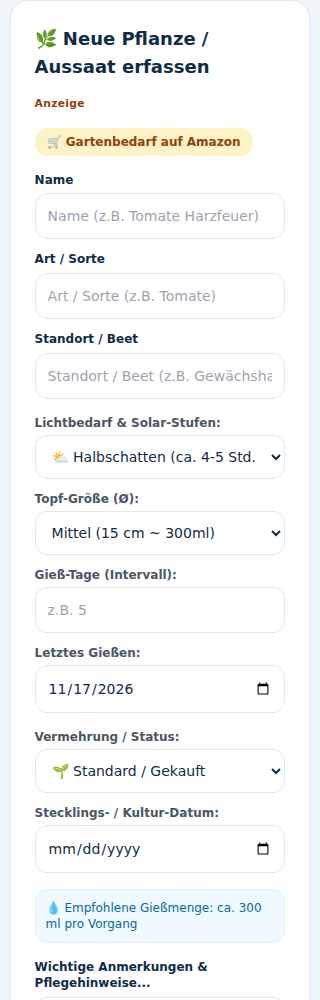 🌿 Neue Pflanze /
Aussaat erfassen
Anzeige
🛒 Gartenbedarf auf Amazon
Name
Name (z.B. Tomate Harzfeuer)
Art / Sorte
Art / Sorte (z.B. Tomate)
Standort / Beet
Standort / Beet (z.B. Gewächsha
Lichtbedarf & Solar-Stufen:
⛅ Halbschatten (ca. 4-5 Std.
Topf-Größe (Ø):
Mittel (15 cm ~ 300ml)
Gieß-Tage (Intervall):
z.B. 5
Letztes Gießen:
11/17/2026
Vermehrung / Status:
🌱 Standard / Gekauft
Stecklings- / Kultur-Datum:
mm/dd/yyyy
💧 Empfohlene Gießmenge: ca. 300
ml pro Vorgang
Wichtige Anmerkungen &
Pflegehinweise...